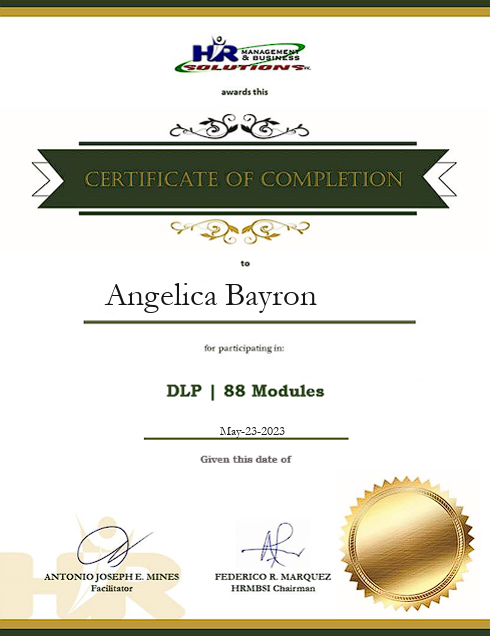 HR MANAGEMENT
& BUSINESS
SOLUTIONS
awards this
CERTIFICATE OF COMPLETION
to
Angelica Bayron
for participating in:
DLP | 88 Modules
May-23-2023
Given this date of
HR
ANTONIO JOSEPH E. MINES
Facilitator
FEDERICO R. MARQUEZ
HRMBSI Chairman